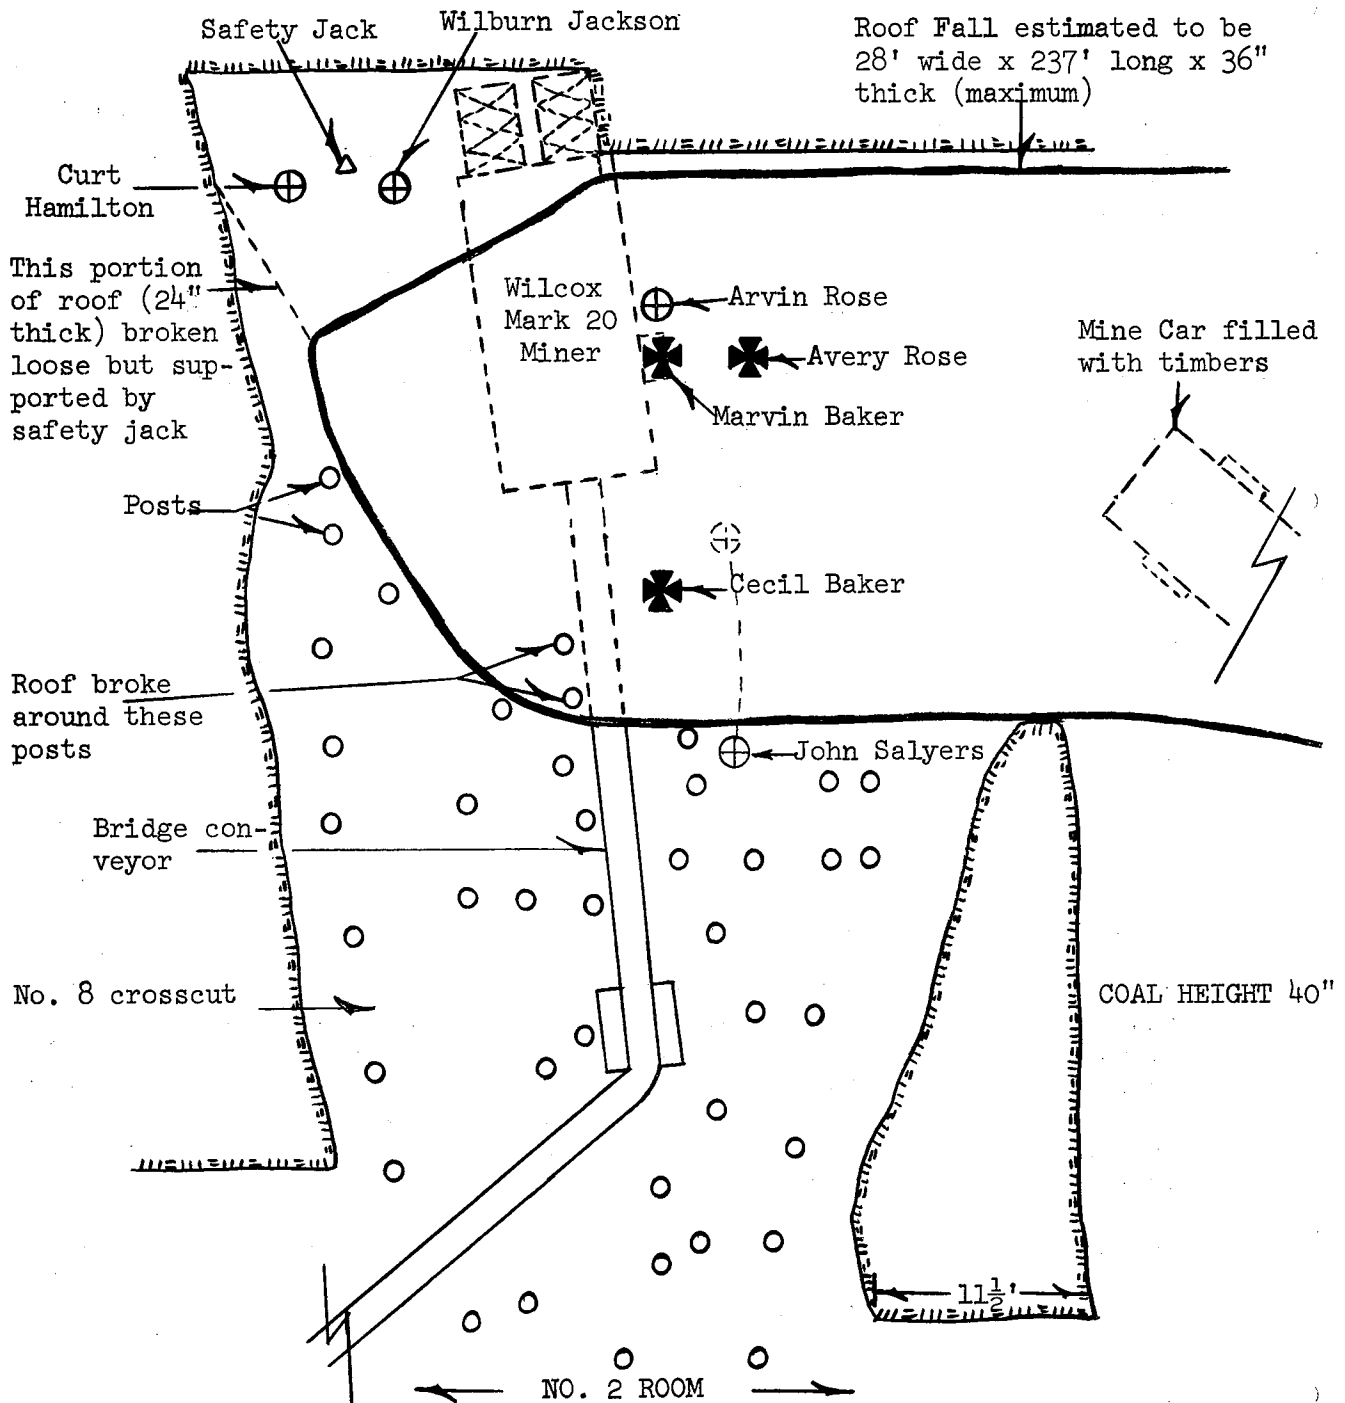 Safety Jack
Wilburn Jackson
Roof Fall estimated to be
28' wide x 237' long x 36"
thick (maximum)
Curt
Hamilton
This portion
of roof (24"
thick) broken
loose but sup-
ported by
safety jack
Wilcox
Mark 20
Miner
Arvin Rose
Avery Rose
Marvin Baker
Mine Car filled
with timbers
Posts
Cecil Baker
Roof broke
around these
posts
John Salyers
Bridge con-
veyor
No. 8 crosscut
COAL HEIGHT 40"
11½'
NO. 2 ROOM